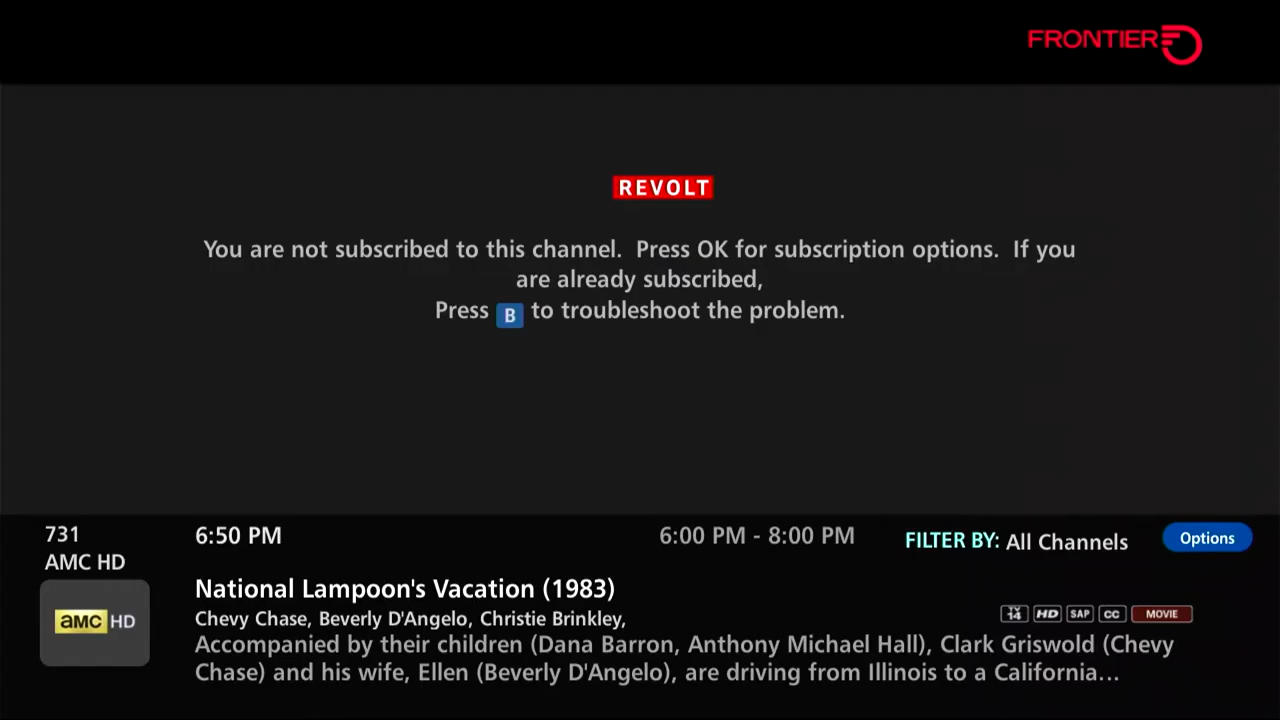 FRONTIER
REVOLT
You are not subscribed to this channel.  Press OK for subscription options.  If you
are already subscribed,
Press B to troubleshoot the problem.
731
6:50 PM
6:00 PM - 8:00 PM
FILTER BY: All Channels
Options
AMC HD
National Lampoon's Vacation (1983)
amc HD
Chevy Chase, Beverly D'Angelo, Christie Brinkley,
TV 14 HD SAP CC MOVIE
Accompanied by their children (Dana Barron, Anthony Michael Hall), Clark Griswold (Chevy
Chase) and his wife, Ellen (Beverly D'Angelo), are driving from Illinois to a California...